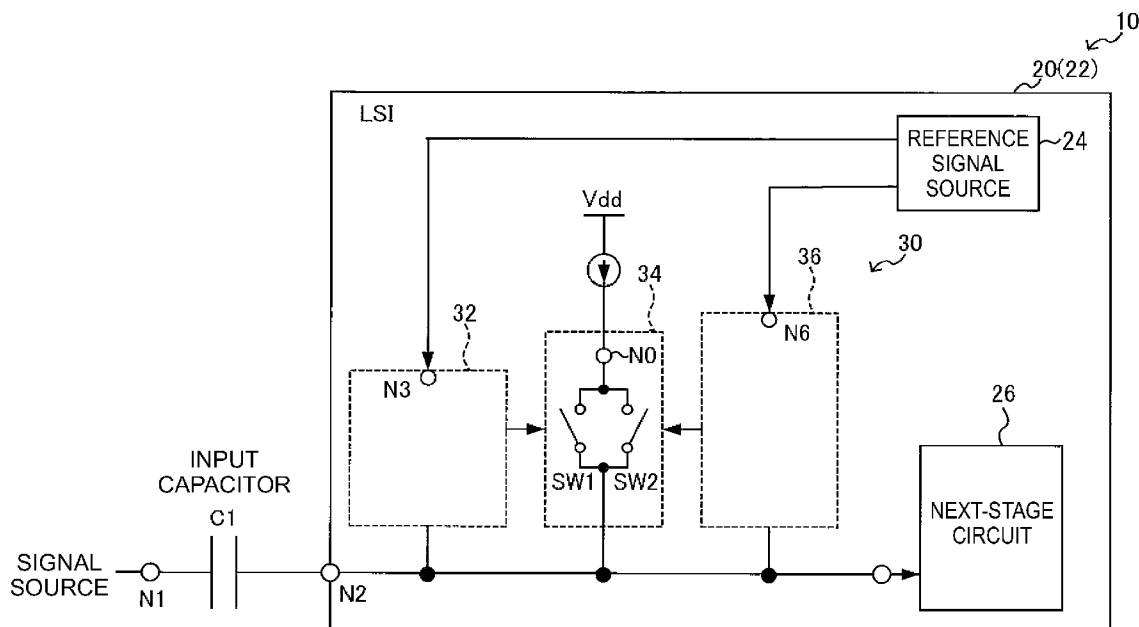 10
20(22)
LSI
REFERENCE
SIGNAL
SOURCE
24
Vdd
30
34
36
32
N0
N6
N3
26
INPUT
CAPACITOR
C1
SW1 SW2
NEXT-STAGE
CIRCUIT
SIGNAL
SOURCE
N1
N2